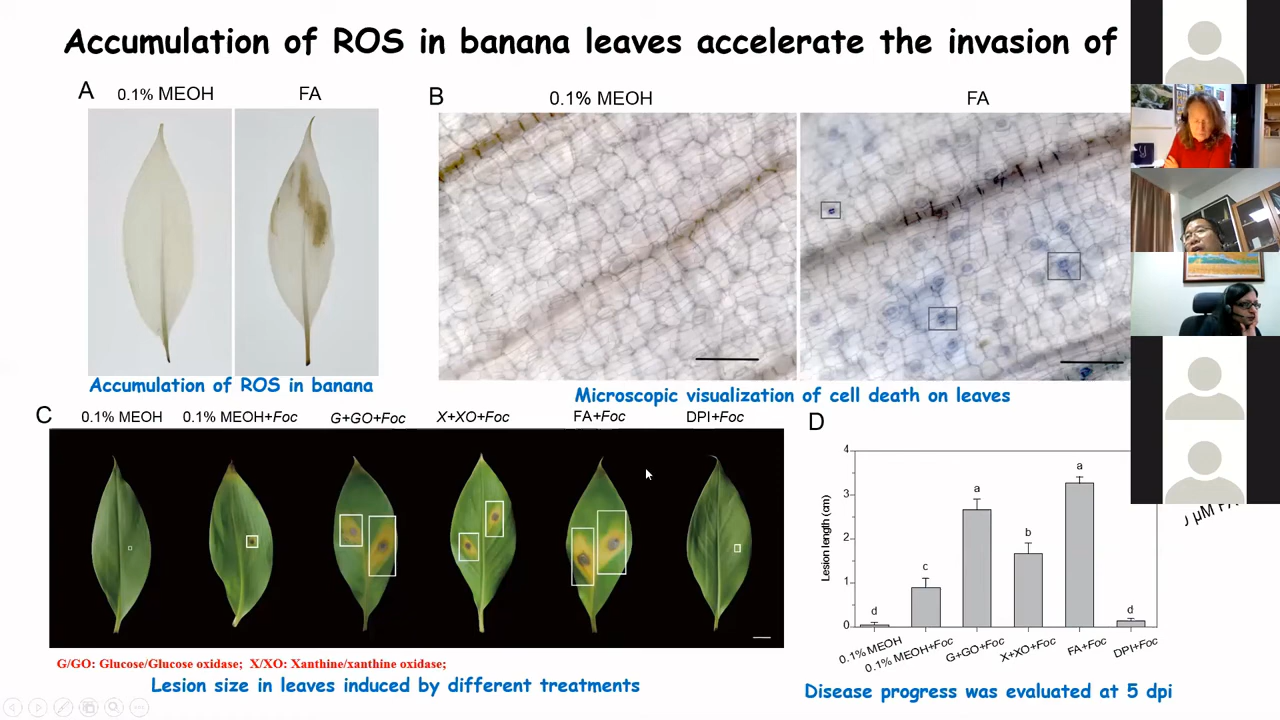 Accumulation of ROS in banana leaves accelerate the invasion of
A
0.1% MEOH
FA
B
0.1% MEOH
FA
Accumulation of ROS in banana
Microscopic visualization of cell death on leaves
C
0.1% MEOH
0.1% MEOH+Foc
G+GO+Foc
X+XO+Foc
FA+Foc
DPI+Foc
D
4
3
2
1
0
Lesion length (cm)
d
c
a
b
a
d
0.1% MEOH
0.1% MEOH+Foc
G+GO+Foc
X+XO+Foc
FA+Foc
DPI+Foc
µM
G/GO: Glucose/Glucose oxidase; X/XO: Xanthine/xanthine oxidase;
Lesion size in leaves induced by different treatments
Disease progress was evaluated at 5 dpi